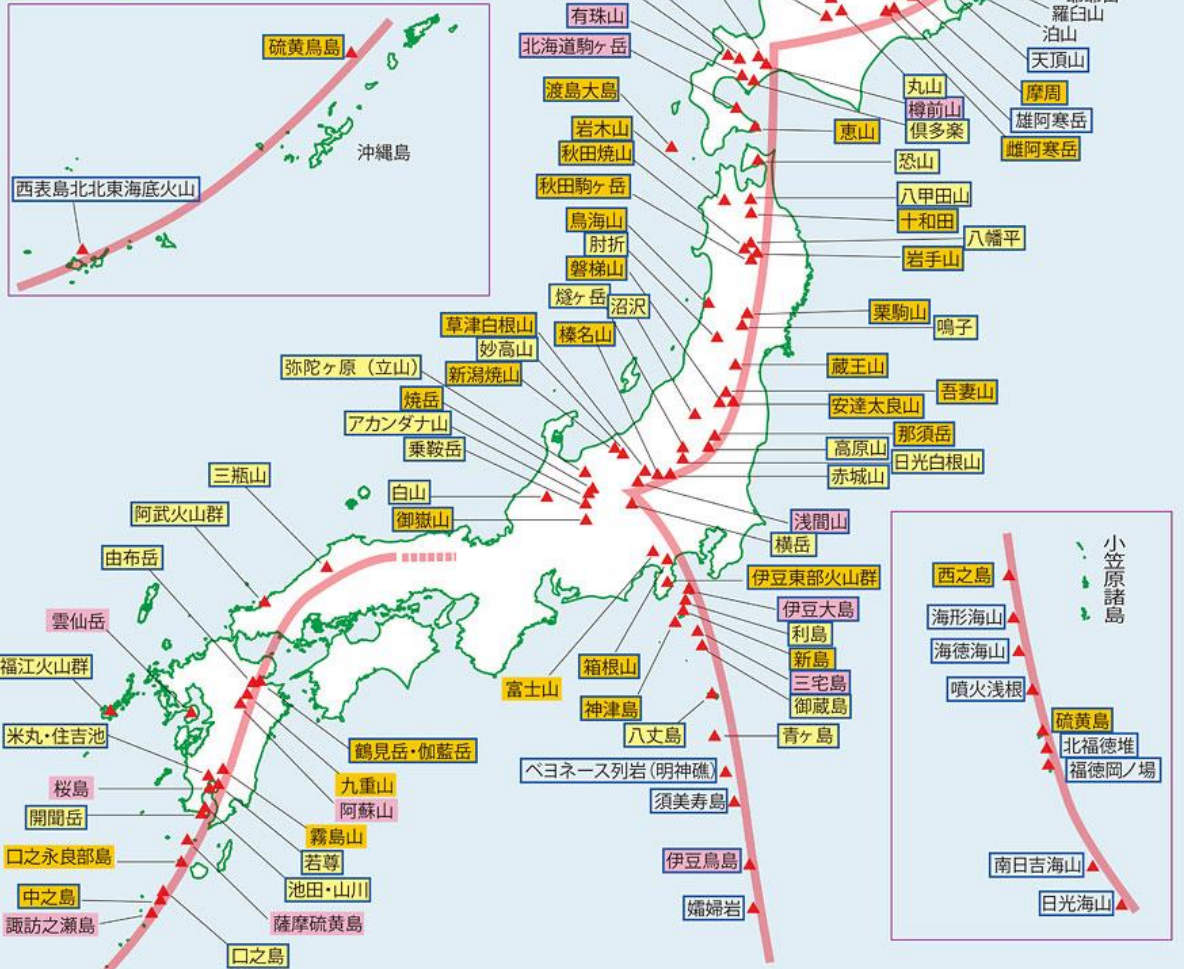 硫黄鳥島
沖縄島
西表島北北東海底火山
有珠山
北海道駒ヶ岳
渡島大島
岩木山
秋田焼山
秋田駒ヶ岳
鳥海山
肘折
磐梯山
燧ヶ岳
沼沢
草津白根山
榛名山
妙高山
新潟焼山
弥陀ヶ原(立山)
焼岳
アカンダナ山
乗鞍岳
白山
御嶽山
羅臼山
泊山
天頂山
摩周
雄阿寒岳
雌阿寒岳
丸山
樽前山
倶多楽
恵山
恐山
八甲田山
十和田
八幡平
岩手山
栗駒山
鳴子
蔵王山
吾妻山
安達太良山
那須岳
高原山
日光白根山
赤城山
浅間山
横岳
三瓶山
阿武火山群
由布岳
雲仙岳
福江火山群
米丸・住吉池
桜島
開聞岳
口之永良部島
中之島
諏訪之瀬島
鶴見岳・伽藍岳
九重山
阿蘇山
霧島山
若尊
池田・山川
薩摩硫黄島
口之島
富士山
箱根山
伊豆東部火山群
伊豆大島
利島
新島
神津島
三宅島
御蔵島
八丈島
青ヶ島
ベヨネース列岩(明神礁)
須美寿島
伊豆鳥島
孀婦岩
小笠原諸島
西之島
海形海山
海徳海山
噴火浅根
硫黄島
北福徳堆
福徳岡ノ場
南日吉海山
日光海山